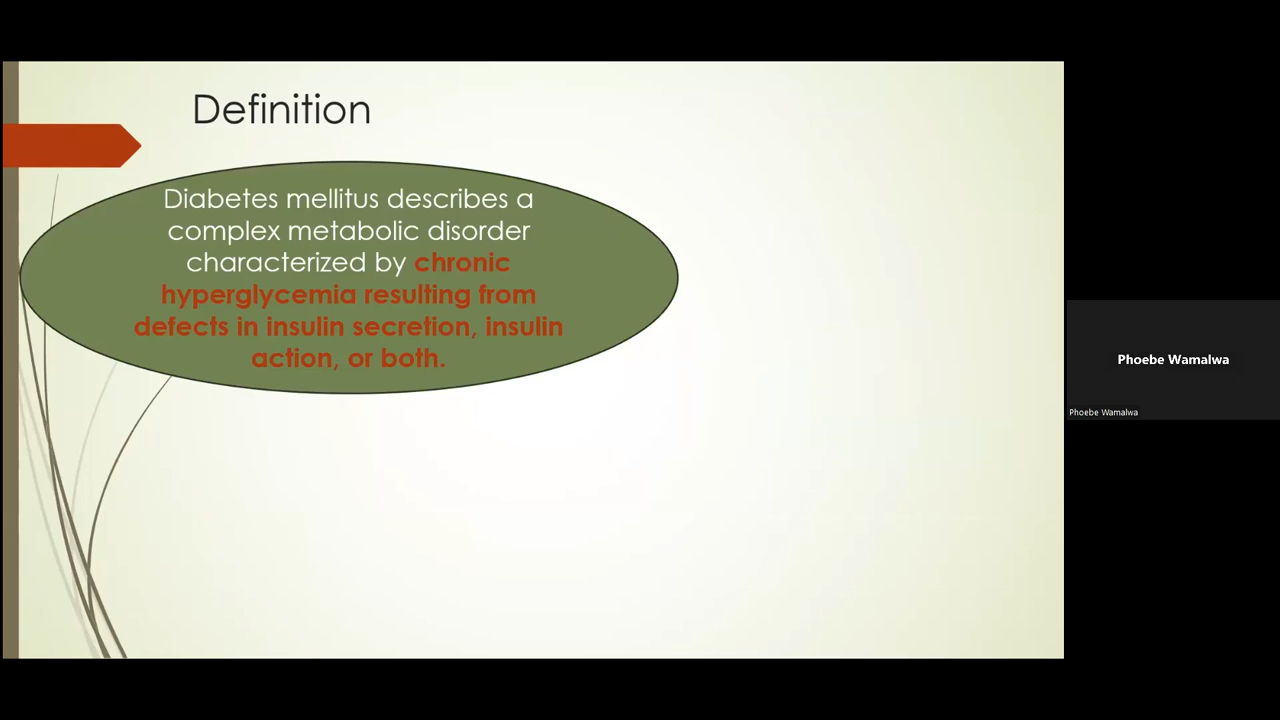 Definition
Diabetes mellitus describes a
complex metabolic disorder
characterized by chronic
hyperglycemia resulting from
defects in insulin secretion, insulin
action, or both.
Phoebe Wamalwa
Phoebe Wamalwa